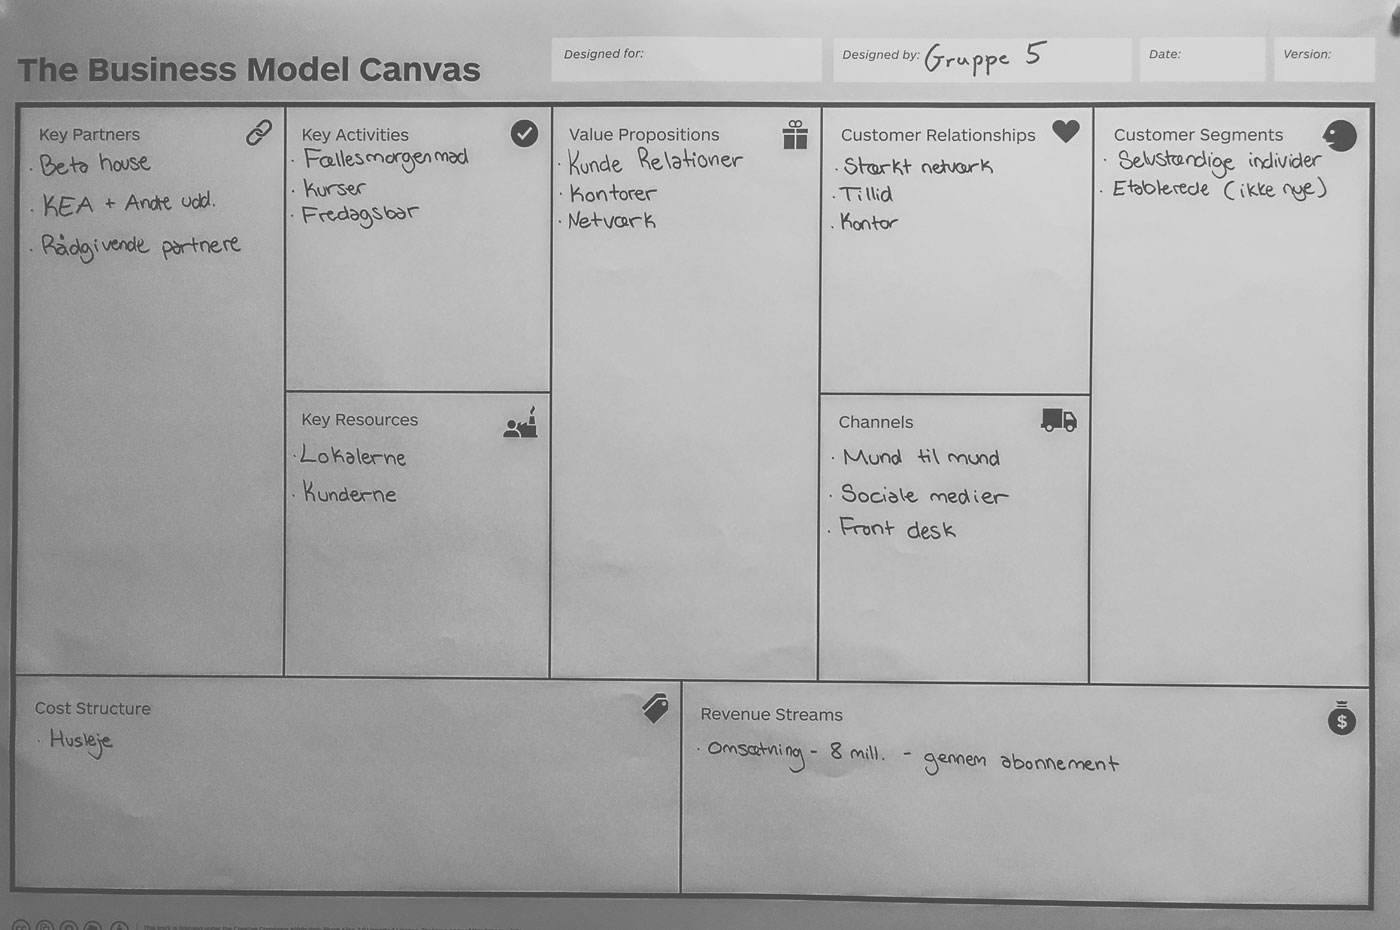 The Business Model Canvas
Designed for:
Designed by: Gruppe 5
Date:
Version:
Key Partners
· Beta house
· KEA + Andre udd.
· Rådgivende partnere
Key Activities
· Fællesmorgenmad
· Kurser
· Fredagsbar
Key Resources
· Lokalerne
· Kunderne
Value Propositions
· Kunde Relationer
· Kontorer
· Netværk
Customer Relationships
· Stærkt netværk
· Tillid
· Kontor
Channels
· Mund til mund
· Sociale medier
· Front desk
Customer Segments
· Selvstændige individer
· Etablerede (ikke nye)
Cost Structure
· Husleje
Revenue Streams
· Omsætning - 8 mill. - gennem abonnement